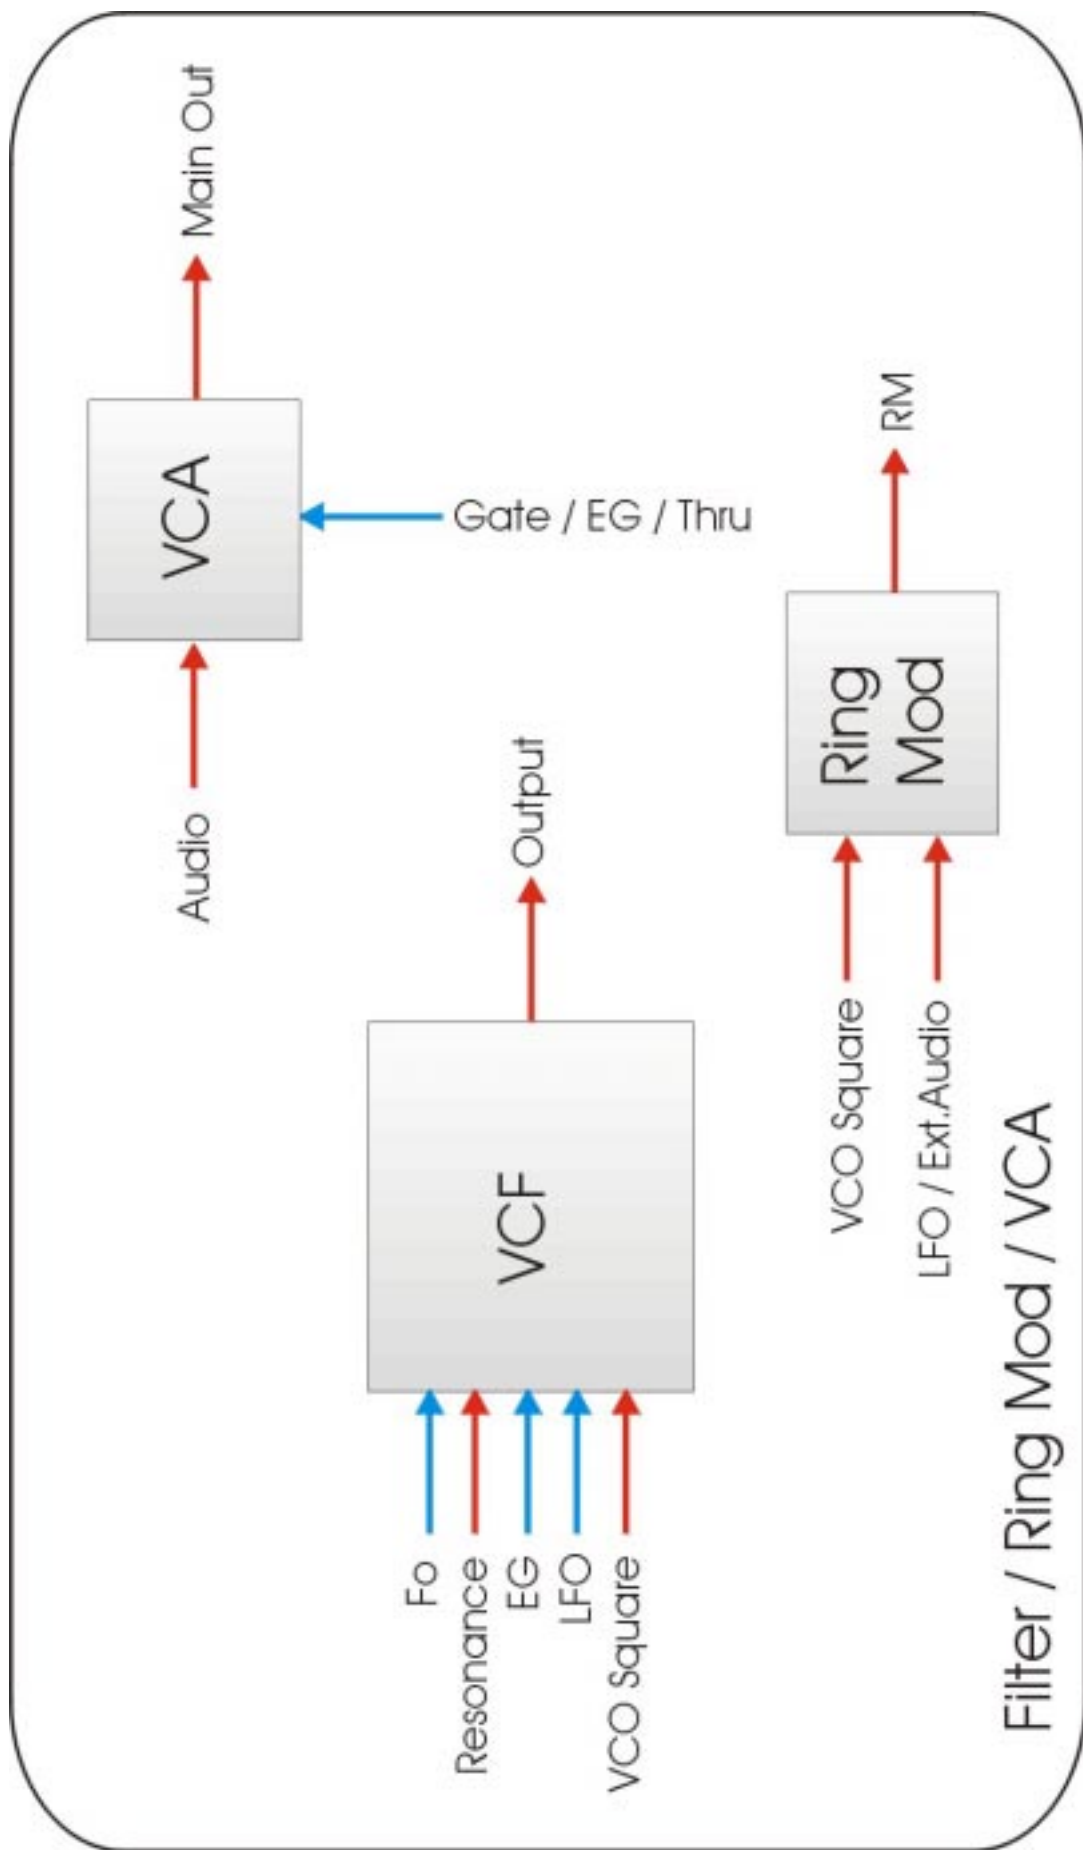 Fo
Resonance
EG
LFO
VCO Square
VCF
Output
Audio
VCA
Main Out
Gate / EG / Thru
VCO Square
LFO / Ext.Audio
Ring
Mod
RM
Filter / Ring Mod / VCA